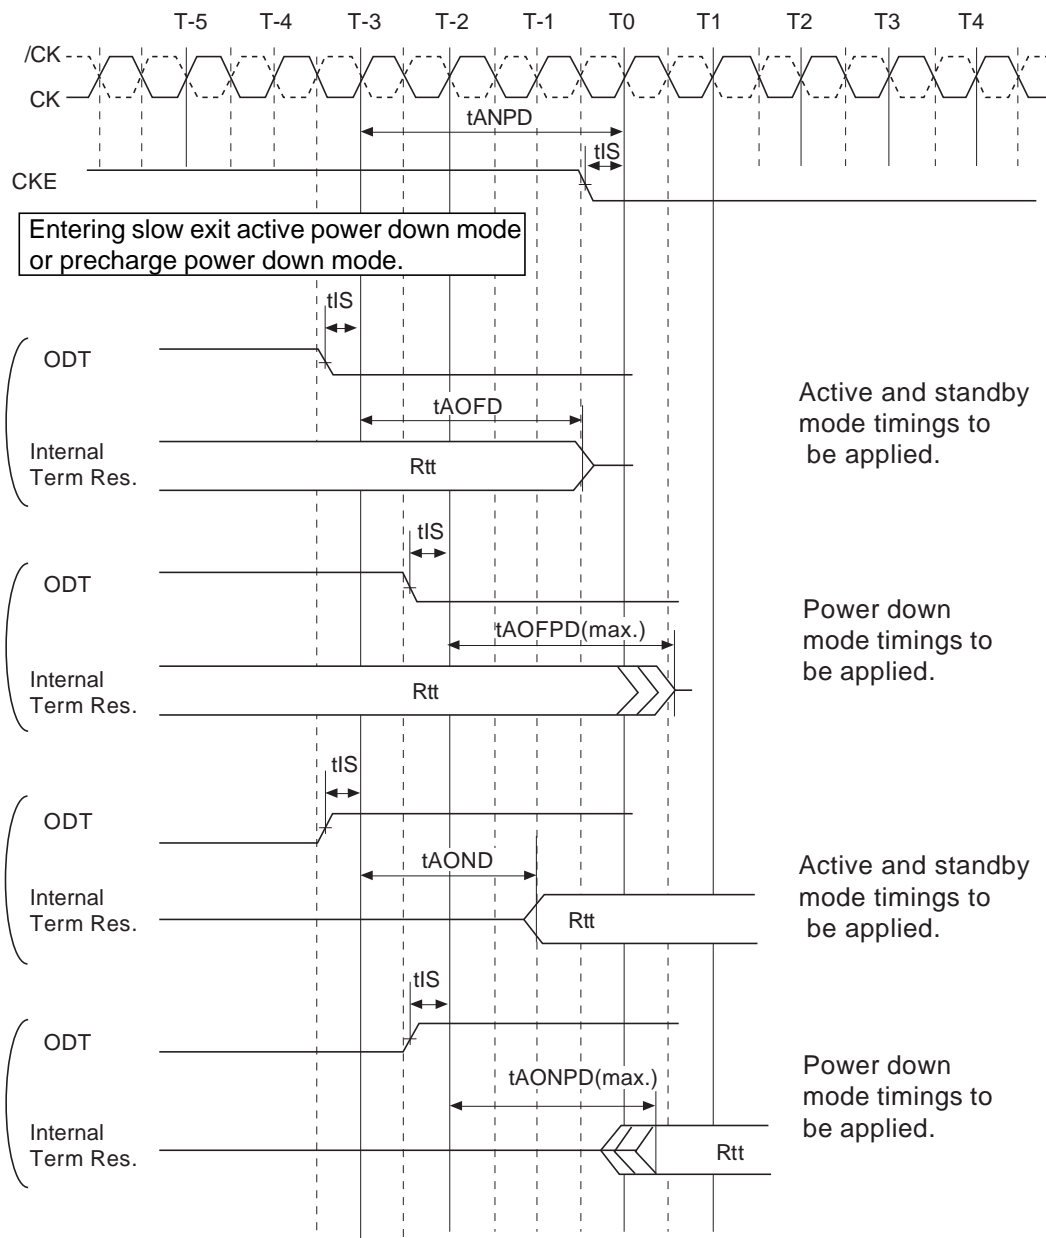 T-5 T-4 T-3 T-2 T-1 T0 T1 T2 T3 T4
/CK
CK
tANPD
tIS
CKE
Entering slow exit active power down mode
or precharge power down mode.
tIS
ODT
tAOFD
Internal
Term Res.
Rtt
Active and standby
mode timings to
be applied.
tIS
ODT
tAOFPD(max.)
Internal
Term Res.
Rtt
Power down
mode timings to
be applied.
tIS
ODT
tAOND
Internal
Term Res.
Rtt
Active and standby
mode timings to
be applied.
tIS
ODT
tAONPD(max.)
Internal
Term Res.
Rtt
Power down
mode timings to
be applied.